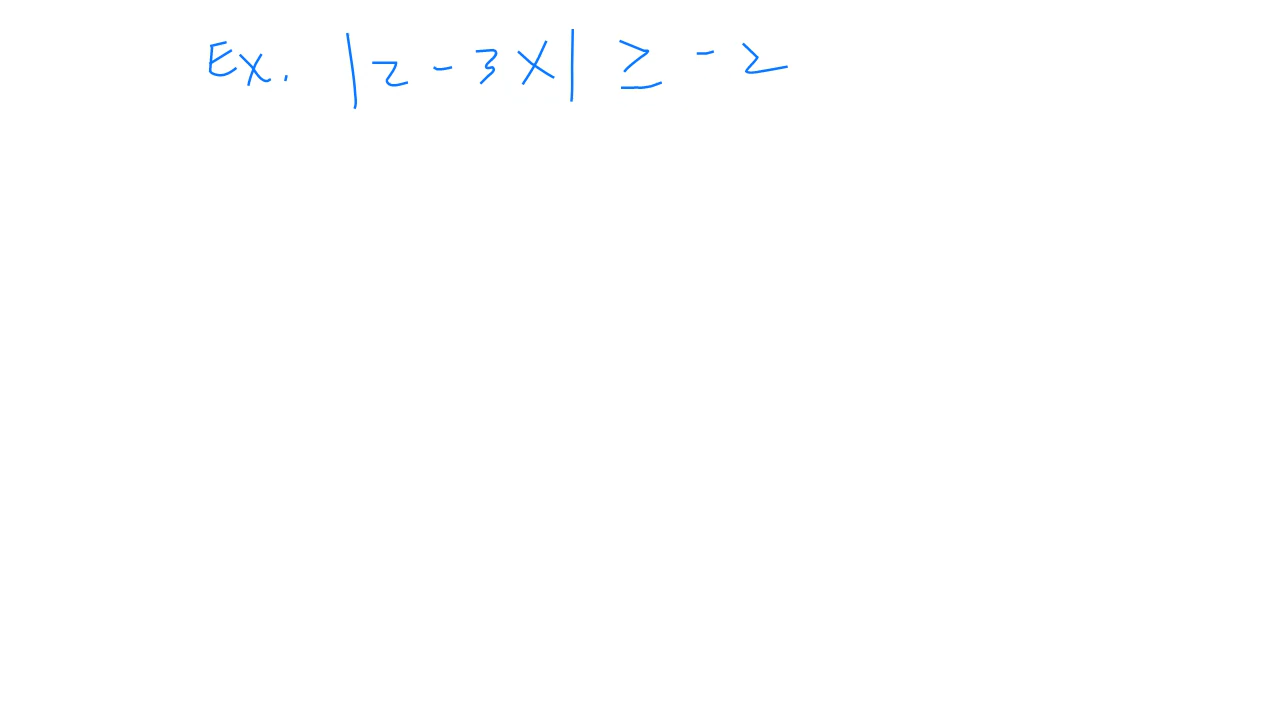 Ex. |2 - 3x| ≥ -2